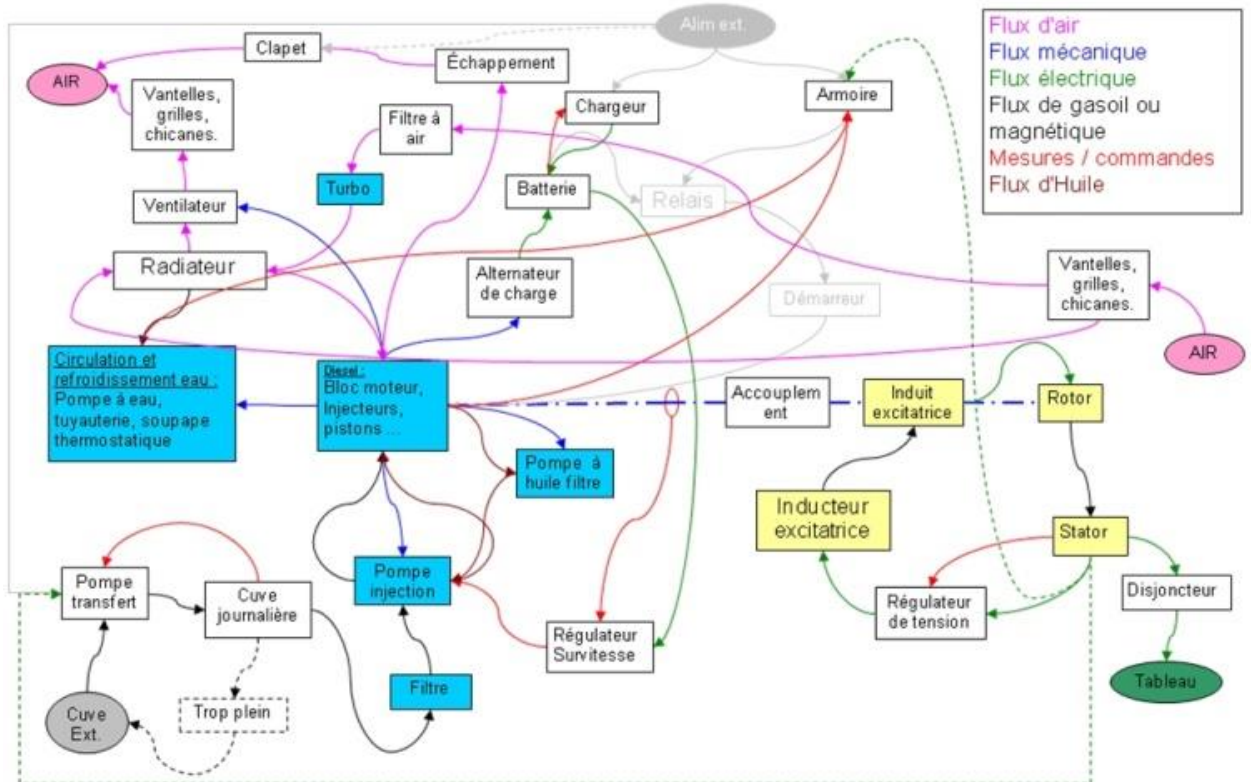 Alim ext.
Flux d'air
Flux mécanique
Flux électrique
Flux de gasoil ou
magnétique
Mesures / commandes
Flux d'Huile
Clapet
Échappement
AIR
Vantelles,
grilles,
chicanes.
Filtre à
air
Chargeur
Armoire
Turbo
Batterie
Relais
Ventilateur
Radiateur
Alternateur
de charge
Démarreur
Vantelles,
grilles,
chicanes.
AIR
Circulation et
refroidissement eau :
Pompe à eau,
tuyauterie, soupape
thermostatique
Diesel :
Bloc moteur,
Injecteurs,
pistons ...
Accouplem
ent
Induit
excitatrice
Rotor
Pompe à
huile filtre
Inducteur
excitatrice
Stator
Pompe
transfert
Cuve
journalière
Pompe
injection
Régulateur
Survitesse
Régulateur
de tension
Disjoncteur
Cuve
Ext.
Trop plein
Filtre
Tableau